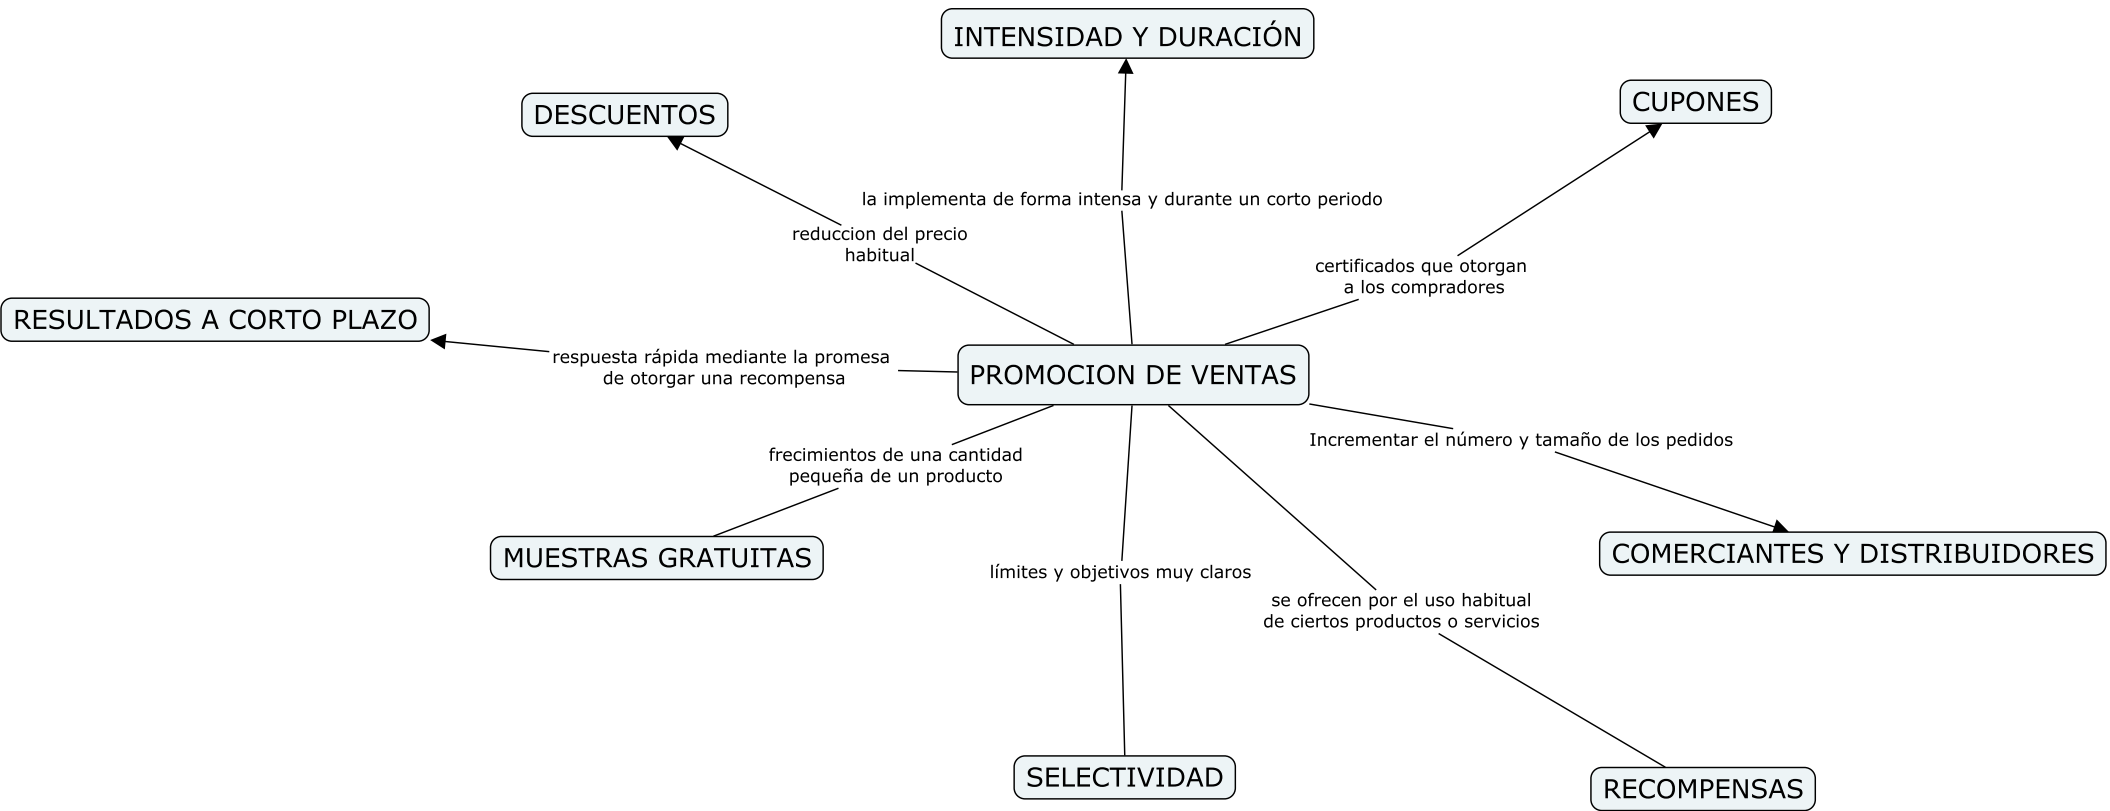 INTENSIDAD Y DURACIÓN
CUPONES
DESCUENTOS
la implementa de forma intensa y durante un corto periodo
reduccion del precio
habitual
certificados que otorgan
a los compradores
RESULTADOS A CORTO PLAZO
respuesta rápida mediante la promesa
de otorgar una recompensa
PROMOCION DE VENTAS
Incrementar el número y tamaño de los pedidos
frecimientos de una cantidad
pequeña de un producto
MUESTRAS GRATUITAS
COMERCIANTES Y DISTRIBUIDORES
límites y objetivos muy claros
se ofrecen por el uso habitual
de ciertos productos o servicios
SELECTIVIDAD
RECOMPENSAS